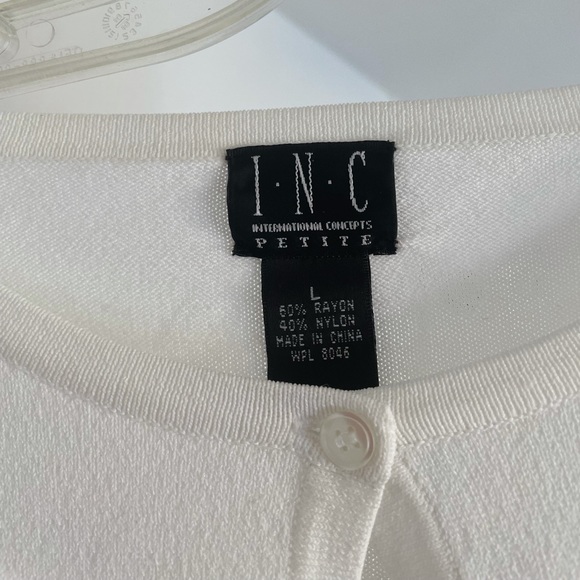 I·N·C
INTERNATIONAL CONCEPTS
PETITE
L
60% RAYON
40% NYLON
MADE IN CHINA
WPL 8046